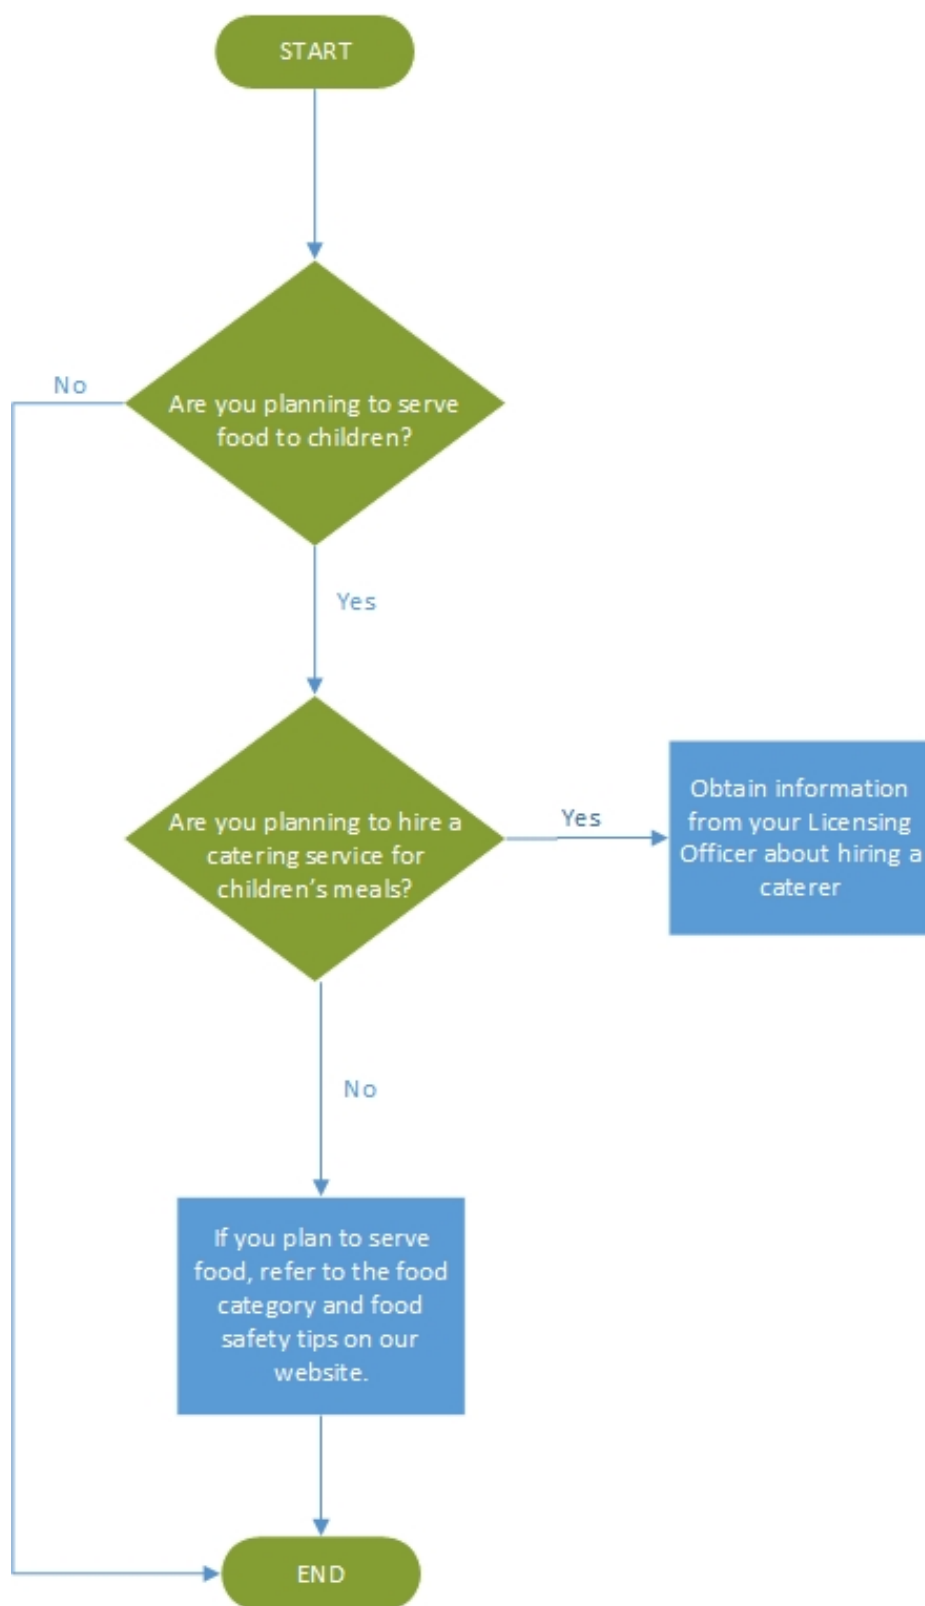 START
No
Are you planning to serve
food to children?
Yes
Are you planning to hire a
catering service for
children’s meals?
Yes
Obtain information
from your Licensing
Officer about hiring a
caterer
No
If you plan to serve
food, refer to the food
category and food
safety tips on our
website.
END